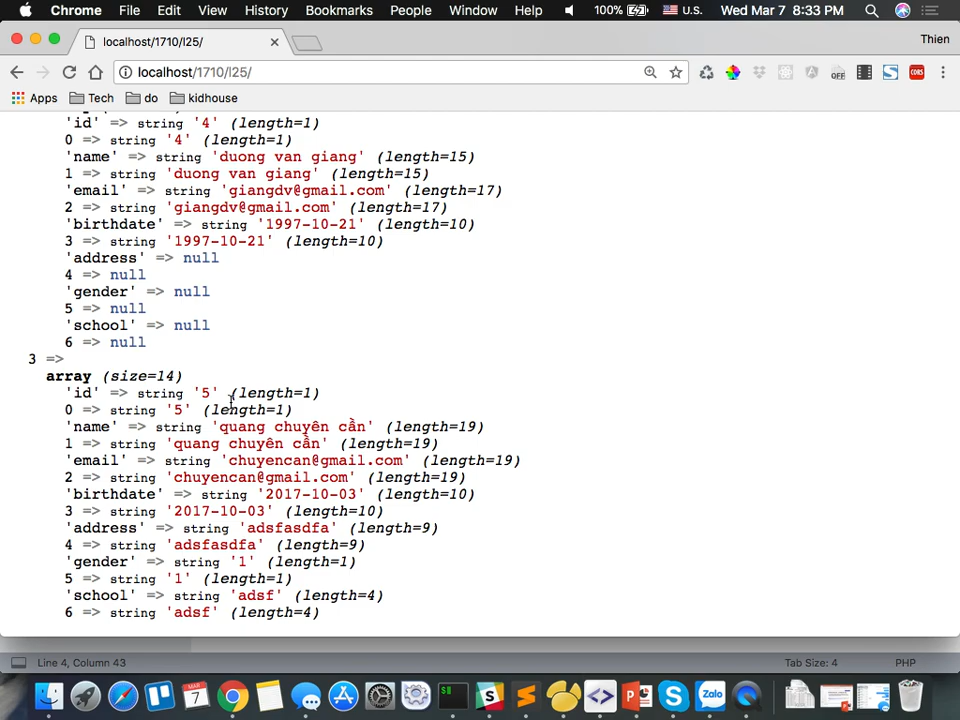 Chrome File Edit View History Bookmarks People Window Help 100% U.S. Wed Mar 7 8:33 PM
localhost/1710/l25/ Thien
localhost/1710/l25/ OFF CORS
Apps Tech do kidhouse
'id' => string '4' (length=1)
0 => string '4' (length=1)
'name' => string 'duong van giang' (length=15)
1 => string 'duong van giang' (length=15)
'email' => string 'giangdv@gmail.com' (length=17)
2 => string 'giangdv@gmail.com' (length=17)
'birthdate' => string '1997-10-21' (length=10)
3 => string '1997-10-21' (length=10)
'address' => null
4 => null
'gender' => null
5 => null
'school' => null
6 => null
3 =>
array (size=14)
'id' => string '5' (length=1)
0 => string '5' (length=1)
'name' => string 'quang chuyên cần' (length=19)
1 => string 'quang chuyên cần' (length=19)
'email' => string 'chuyencan@gmail.com' (length=19)
2 => string 'chuyencan@gmail.com' (length=19)
'birthdate' => string '2017-10-03' (length=10)
3 => string '2017-10-03' (length=10)
'address' => string 'adsfasdfa' (length=9)
4 => string 'adsfasdfa' (length=9)
'gender' => string '1' (length=1)
5 => string '1' (length=1)
'school' => string 'adsf' (length=4)
6 => string 'adsf' (length=4)
Line 4, Column 43 Tab Size: 4 PHP
MAR
7 Zalo